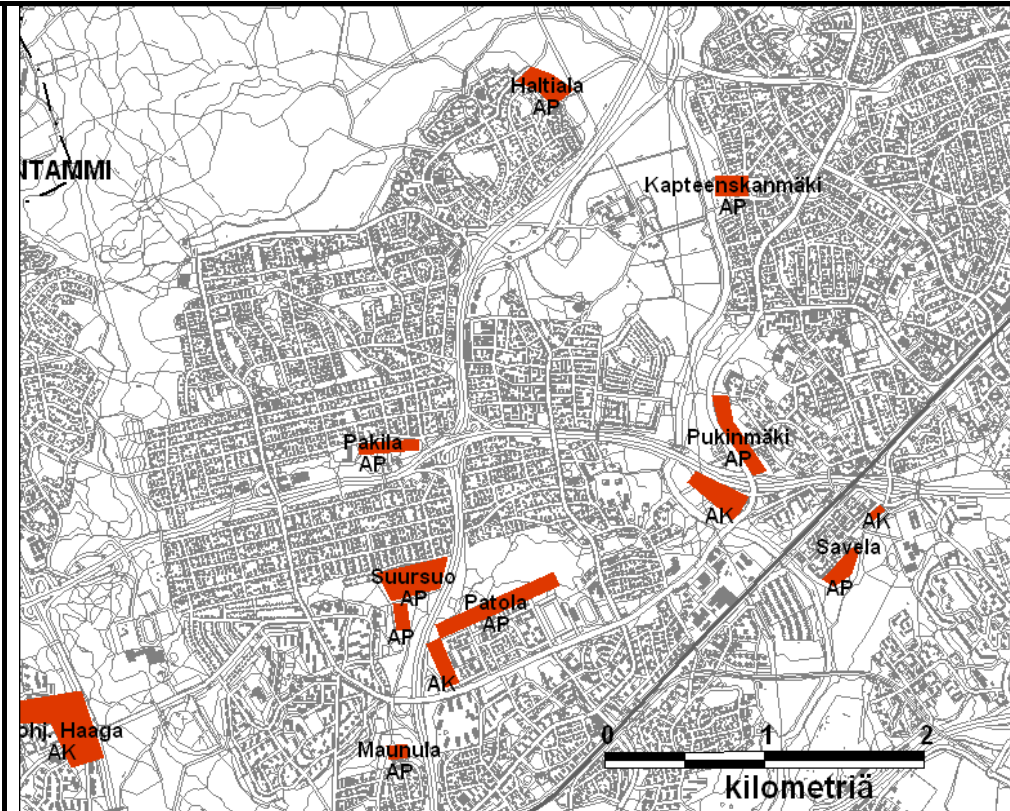 Haltiala
AP
NTAMMI
Kapteenskanmäki
AP
Pakila
AP
Pukinmäki
AP
AK
AK
Savela
AP
Suursuo
AP
AP
Patola
AP
AK
ohj. Haaga
AK
Maunula
AP
0 1 2
kilometriä